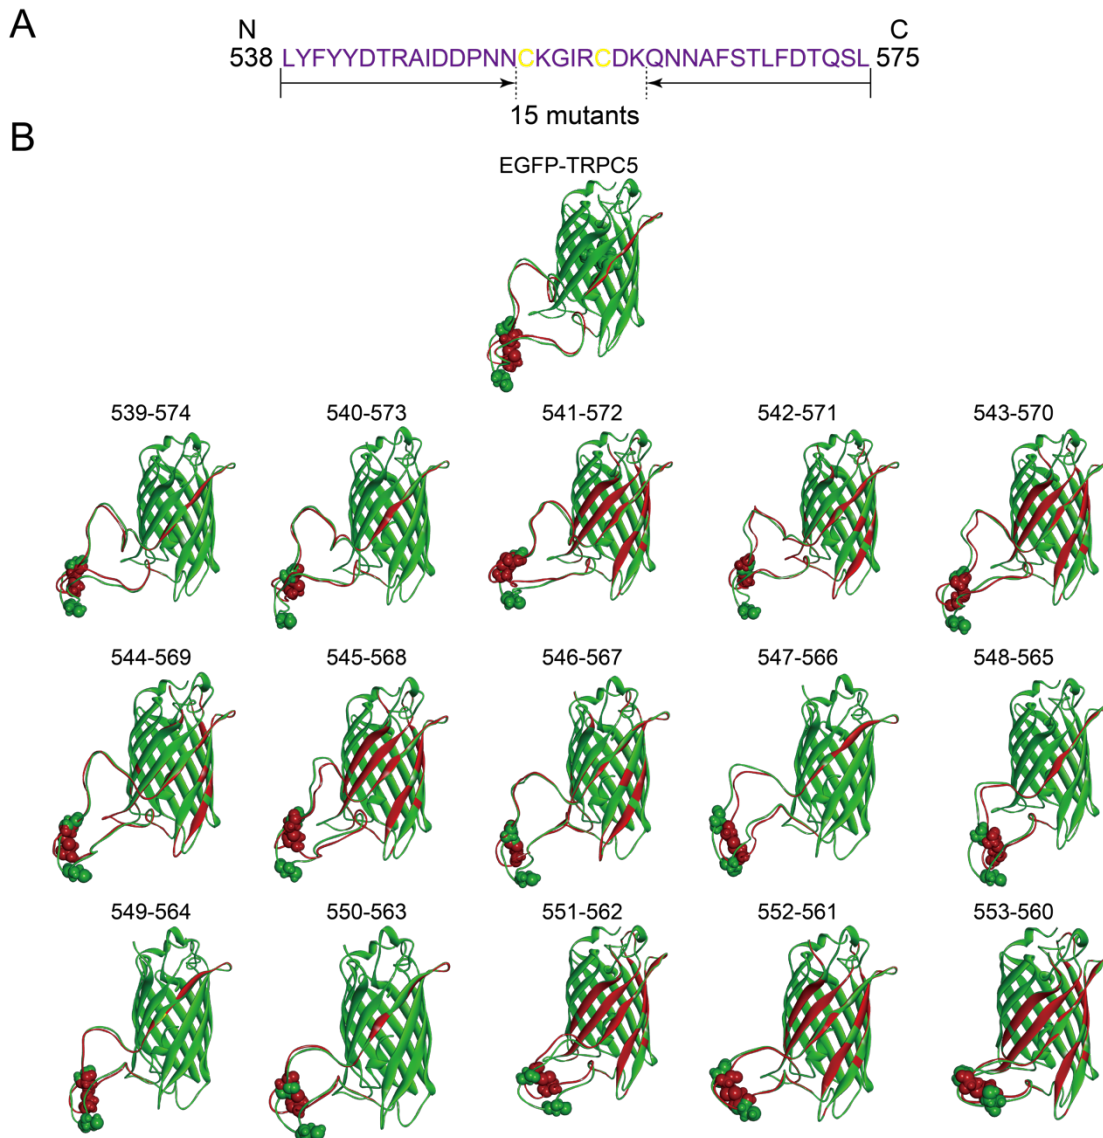 A
N
C
538 LYFYYDTRAIDDPNNCKGIRCDKQNNAFSTLFDTQSL 575
15 mutants
B
EGFP-TRPC5
539-574 540-573 541-572 542-571 543-570
544-569 545-568 546-567 547-566 548-565
549-564 550-563 551-562 552-561 553-560